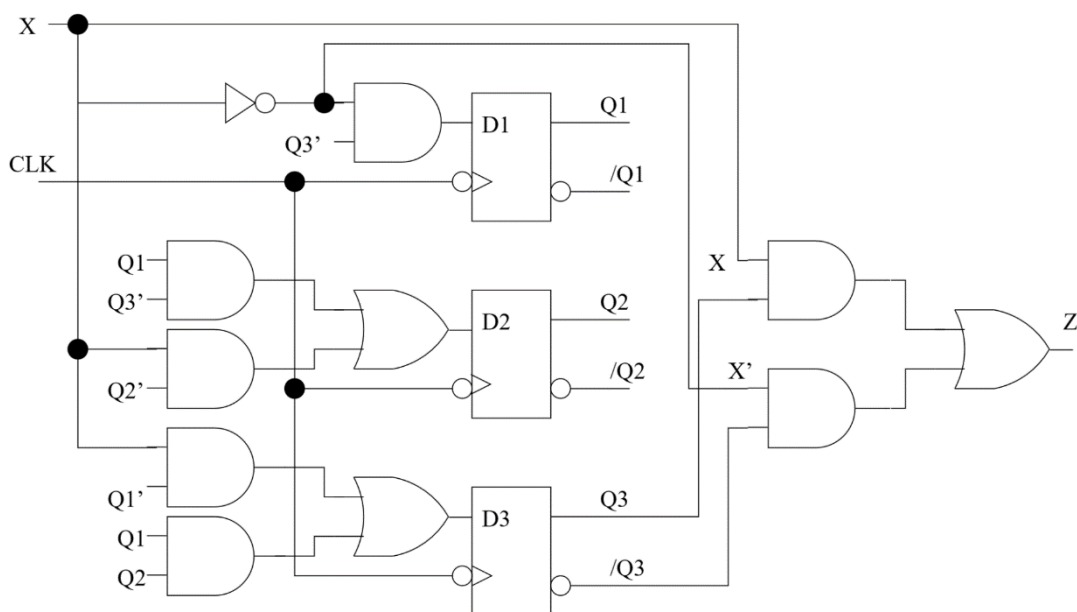 X
Q1
D1
Q3’
CLK
/Q1
Q1
X
Q3’
Q2
Z
D2
/Q2
X’
Q2’
Q1’
Q3
D3
Q1
/Q3
Q2